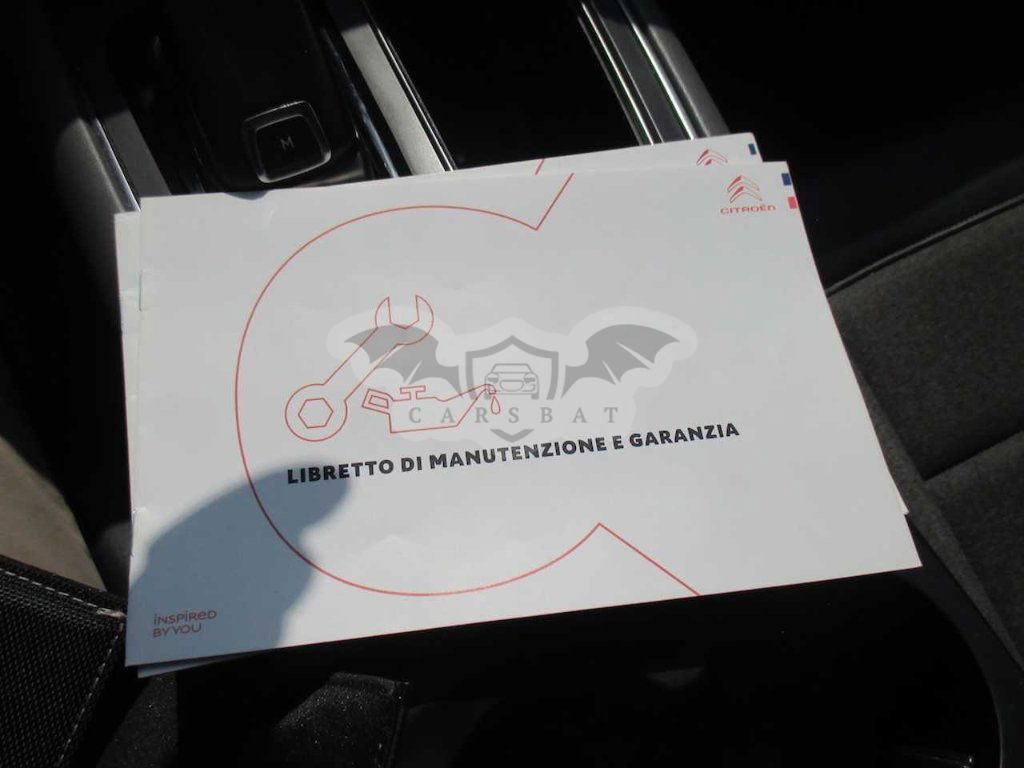 M
CITROËN
CARSBAT
LIBRETTO DI MANUTENZIONE E GARANZIA
INSPIRED
BY YOU